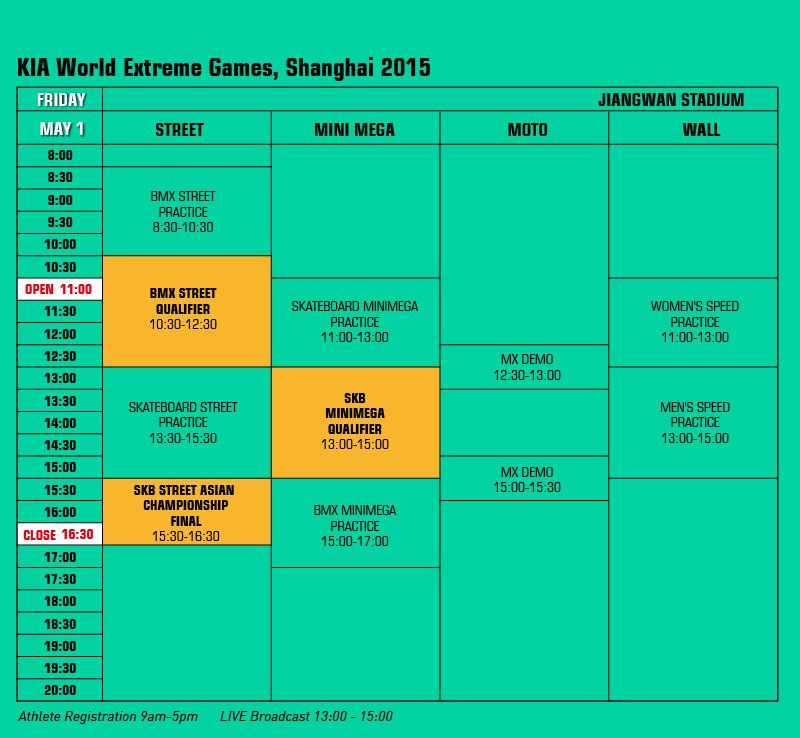 KIA World Extreme Games, Shanghai 2015
FRIDAY
JIANGWAN STADIUM
MAY 1
STREET
MINI MEGA
MOTO
WALL
8:00
8:30
9:00
9:30
10:00
10:30
OPEN 11:00
11:30
12:00
12:30
13:00
13:30
14:00
14:30
15:00
15:30
16:00
CLOSE 16:30
17:00
17:30
18:00
18:30
19:00
19:30
20:00
BMX STREET
PRACTICE
8:30-10:30
BMX STREET
QUALIFIER
10:30-12:30
SKATEBOARD STREET
PRACTICE
13:30-15:30
SKB STREET ASIAN
CHAMPIONSHIP
FINAL
15:30-16:30
SKATEBOARD MINIMEGA
PRACTICE
11:00-13:00
SKB
MINIMEGA
QUALIFIER
13:00-15:00
BMX MINIMEGA
PRACTICE
15:00-17:00
MX DEMO
12:30-13:00
MX DEMO
15:00-15:30
WOMEN'S SPEED
PRACTICE
11:00-13:00
MEN'S SPEED
PRACTICE
13:00-15:00
Athlete Registration 9am-5pm LIVE Broadcast 13:00 - 15:00